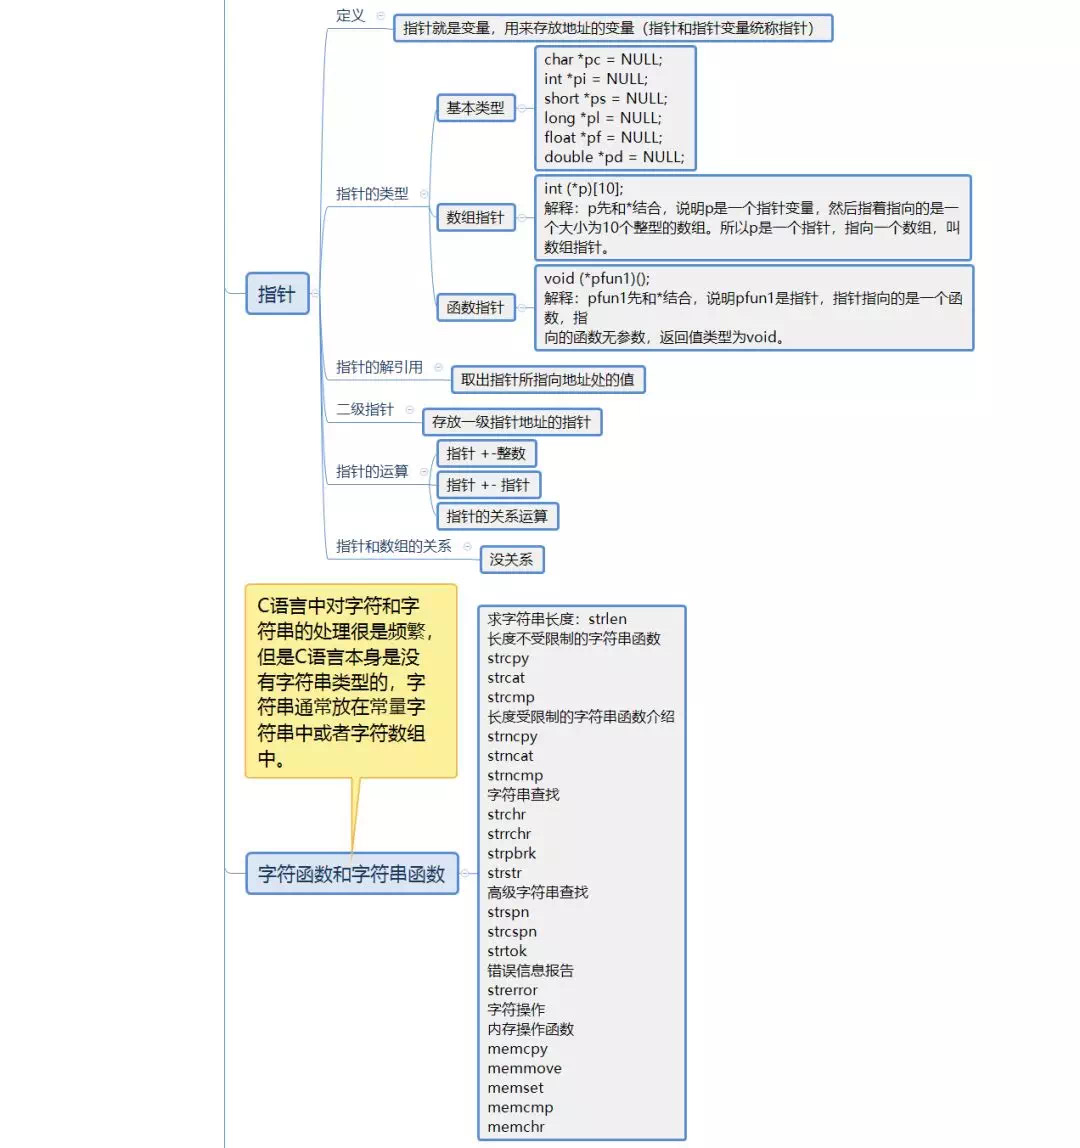 定义
指针就是变量，用来存放地址的变量（指针和指针变量统称指针）
指针
指针的类型
基本类型
char *pc = NULL;
int *pi = NULL;
short *ps = NULL;
long *pl = NULL;
float *pf = NULL;
double *pd = NULL;
数组指针
int (*p)[10];
解释：p先和*结合，说明p是一个指针变量，然后指着指向的是一
个大小为10个整型的数组。所以p是一个指针，指向一个数组，叫
数组指针。
函数指针
void (*pfun1)();
解释：pfun1先和*结合，说明pfun1是指针，指针指向的是一个函
数，指
向的函数无参数，返回值类型为void。
指针的解引用
取出指针所指向地址处的值
二级指针
存放一级指针地址的指针
指针的运算
指针 +-整数
指针 +- 指针
指针的关系运算
指针和数组的关系
没关系
C语言中对字符和字
符串的处理很是频繁，
但是C语言本身是没
有字符串类型的，字
符串通常放在常量字
符串中或者字符数组
中。
字符函数和字符串函数
求字符串长度：strlen
长度不受限制的字符串函数
strcpy
strcat
strcmp
长度受限制的字符串函数介绍
strncpy
strncat
strncmp
字符串查找
strchr
strrchr
strpbrk
strstr
高级字符串查找
strspn
strcspn
strtok
错误信息报告
strerror
字符操作
内存操作函数
memcpy
memmove
memset
memcmp
memchr